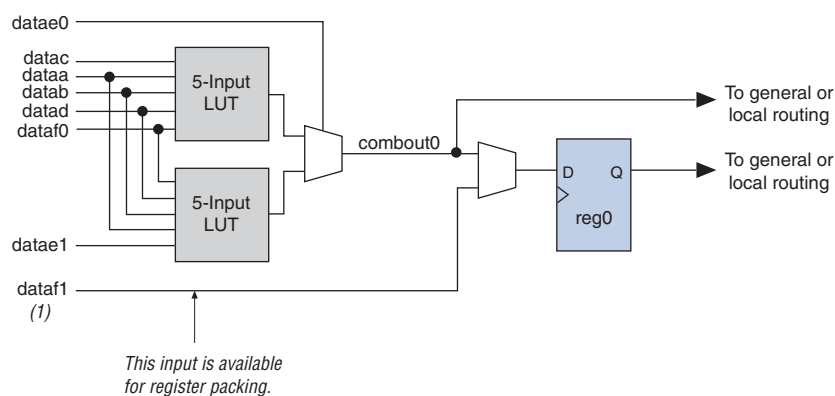 datae0
datac
dataa
datab
datad
dataf0
5-Input
LUT
combout0
To general or
local routing
D Q
reg0
To general or
local routing
5-Input
LUT
datae1
dataf1
(1)
This input is available
for register packing.